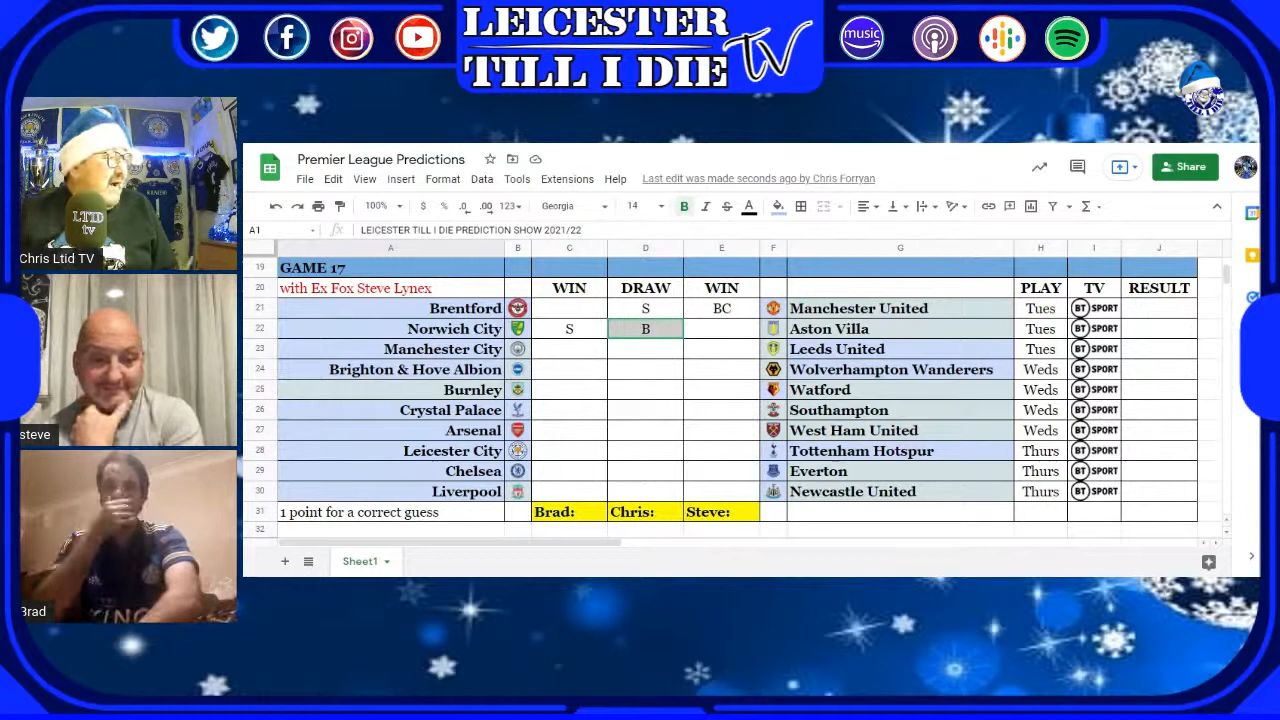 LEICESTER
TILL I DIE TV
music
Premier League Predictions
File Edit View Insert Format Tools Extensions Help Last edit was made seconds ago by Chris Forryan
Share
100% $ % .0 .00 123 Georgia 14 B I S A
A1 fx LEICESTER TILL I DIE PREDICTION SHOW 2021/22
A B C D E F G H I J
19 GAME 17
20 with Ex Fox Steve Lynex WIN DRAW WIN PLAY TV RESULT
21 Brentford S BC Manchester United Tues BT SPORT
22 Norwich City S B Aston Villa Tues BT SPORT
23 Manchester City Leeds United Tues BT SPORT
24 Brighton & Hove Albion Wolverhampton Wanderers Weds BT SPORT
25 Burnley Watford Weds BT SPORT
26 Crystal Palace Southampton Weds BT SPORT
27 Arsenal West Ham United Weds BT SPORT
28 Leicester City Tottenham Hotspur Thurs BT SPORT
29 Chelsea Everton Thurs BT SPORT
30 Liverpool Newcastle United Thurs BT SPORT
31 1 point for a correct guess Brad: Chris: Steve:
32
Sheet1
LTID
tv
Chris Ltid TV
steve
KING
Brad